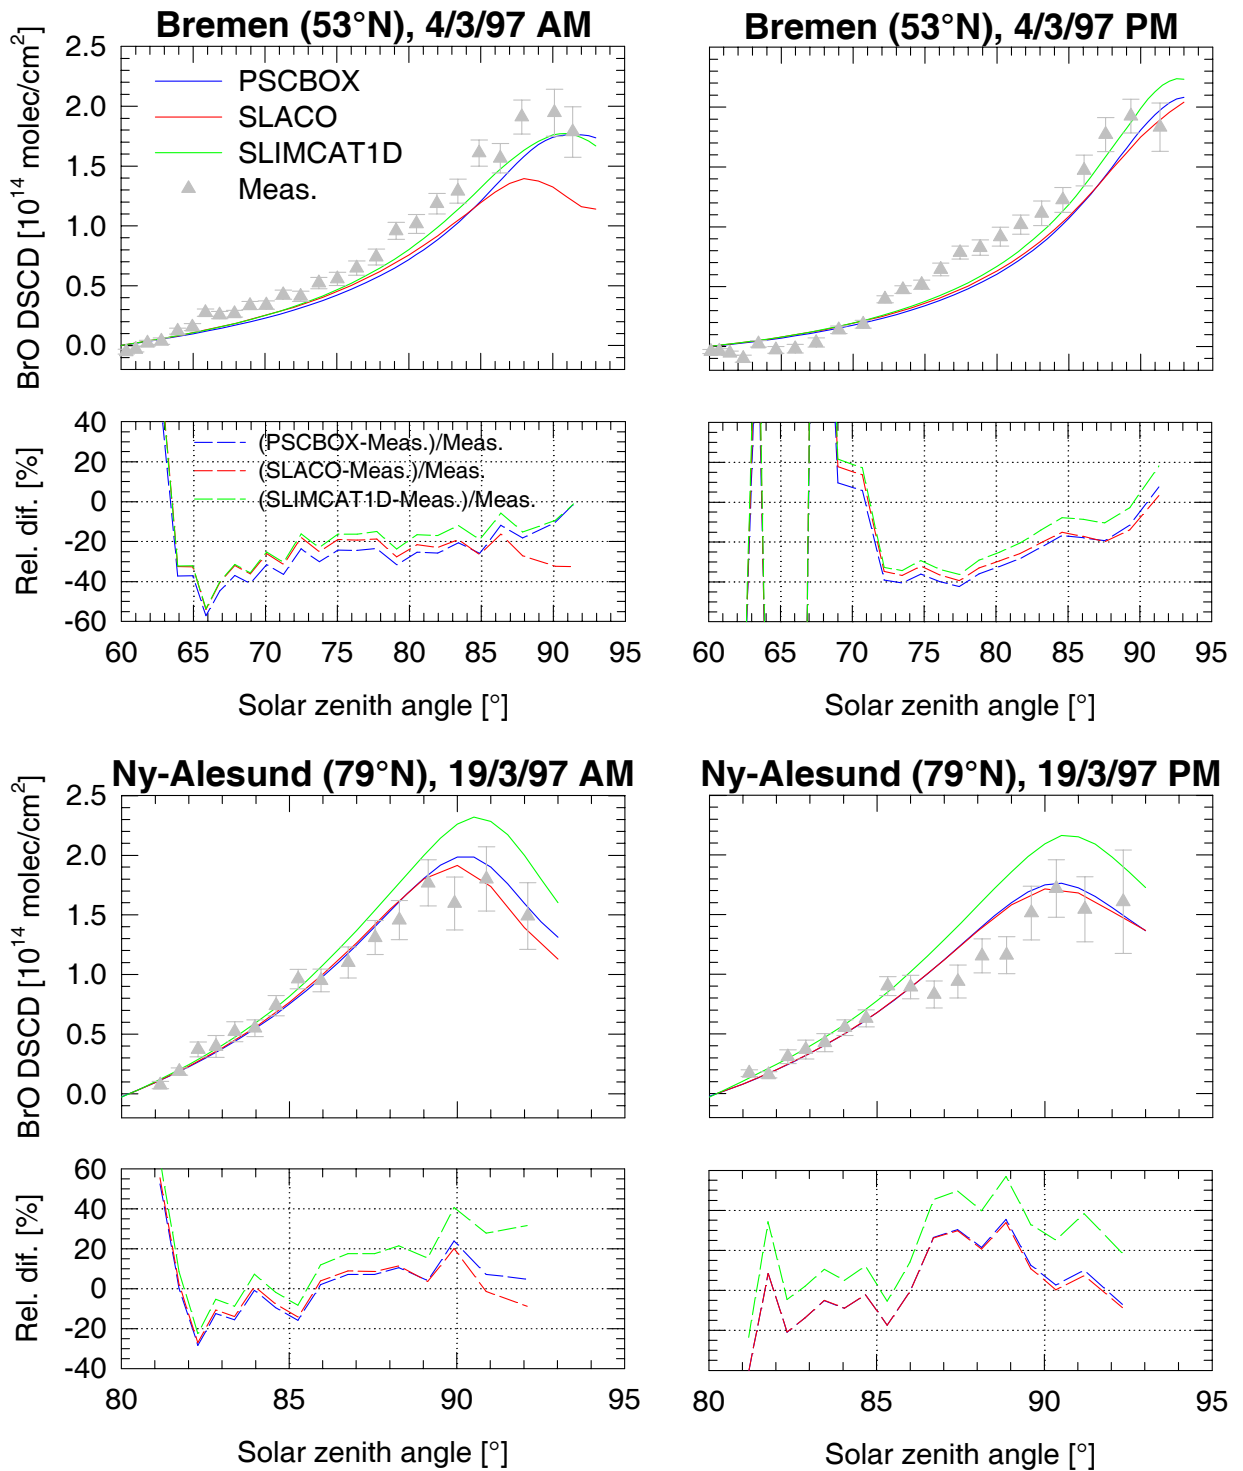 Bremen (53°N), 4/3/97 AM
Bremen (53°N), 4/3/97 PM
BrO DSCD [10^14 molec/cm^2]
2.5
2.0
1.5
1.0
0.5
0.0
PSCBOX
SLACO
SLIMCAT1D
Meas.
Rel. dif. [%]
40
20
0
-20
-40
-60
(PSCBOX-Meas.)/Meas.
(SLACO-Meas.)/Meas.
(SLIMCAT1D-Meas.)/Meas.
60 65 70 75 80 85 90 95
60 65 70 75 80 85 90 95
Solar zenith angle [°]
Solar zenith angle [°]
Ny-Alesund (79°N), 19/3/97 AM
Ny-Alesund (79°N), 19/3/97 PM
BrO DSCD [10^14 molec/cm^2]
2.5
2.0
1.5
1.0
0.5
0.0
Rel. dif. [%]
60
40
20
0
-20
-40
80 85 90 95
80 85 90 95
Solar zenith angle [°]
Solar zenith angle [°]